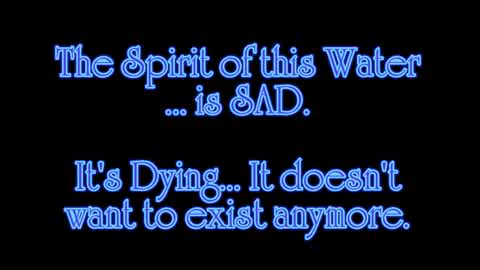 The Spirit of this Water
... is SAD.
It's Dying... It doesn't
want to exist anymore.